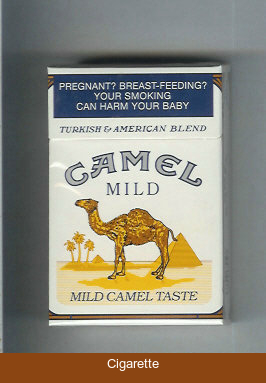 PREGNANT? BREAST-FEEDING?
YOUR SMOKING
CAN HARM YOUR BABY
TURKISH & AMERICAN BLEND
CAMEL
MILD
MILD CAMEL TASTE
Cigarette